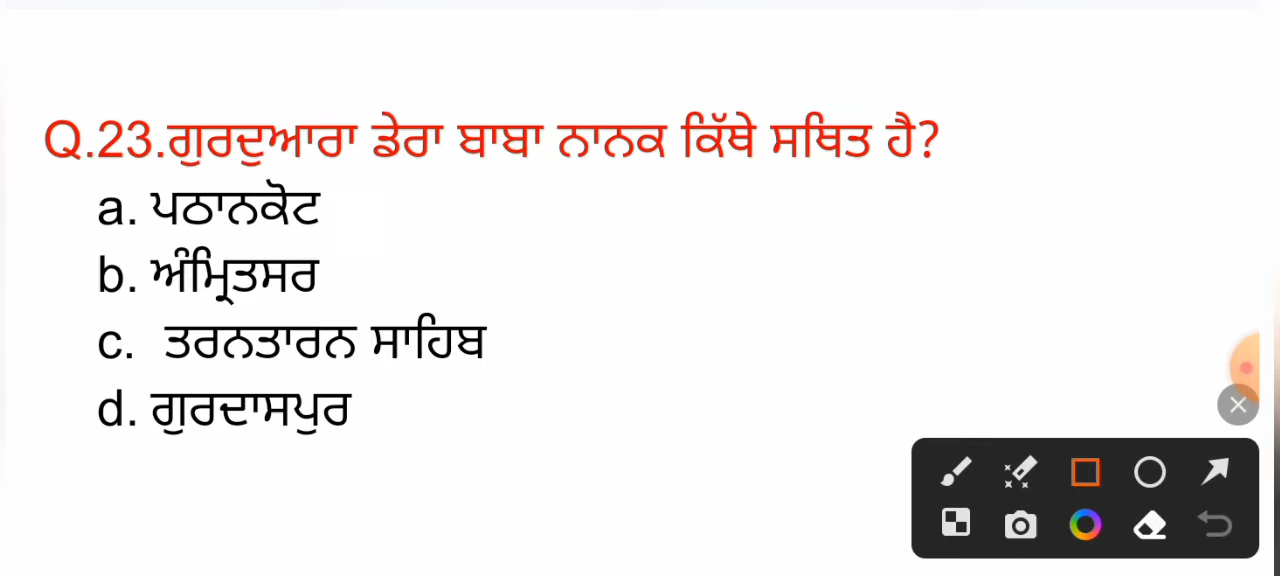 Q.23.ਗੁਰਦੁਆਰਾ ਡੇਰਾ ਬਾਬਾ ਨਾਨਕ ਕਿੱਥੇ ਸਥਿਤ ਹੈ?
a. ਪਠਾਨਕੋਟ
b. ਅੰਮ੍ਰਿਤਸਰ
c. ਤਰਨਤਾਰਨ ਸਾਹਿਬ
d. ਗੁਰਦਾਸਪੁਰ